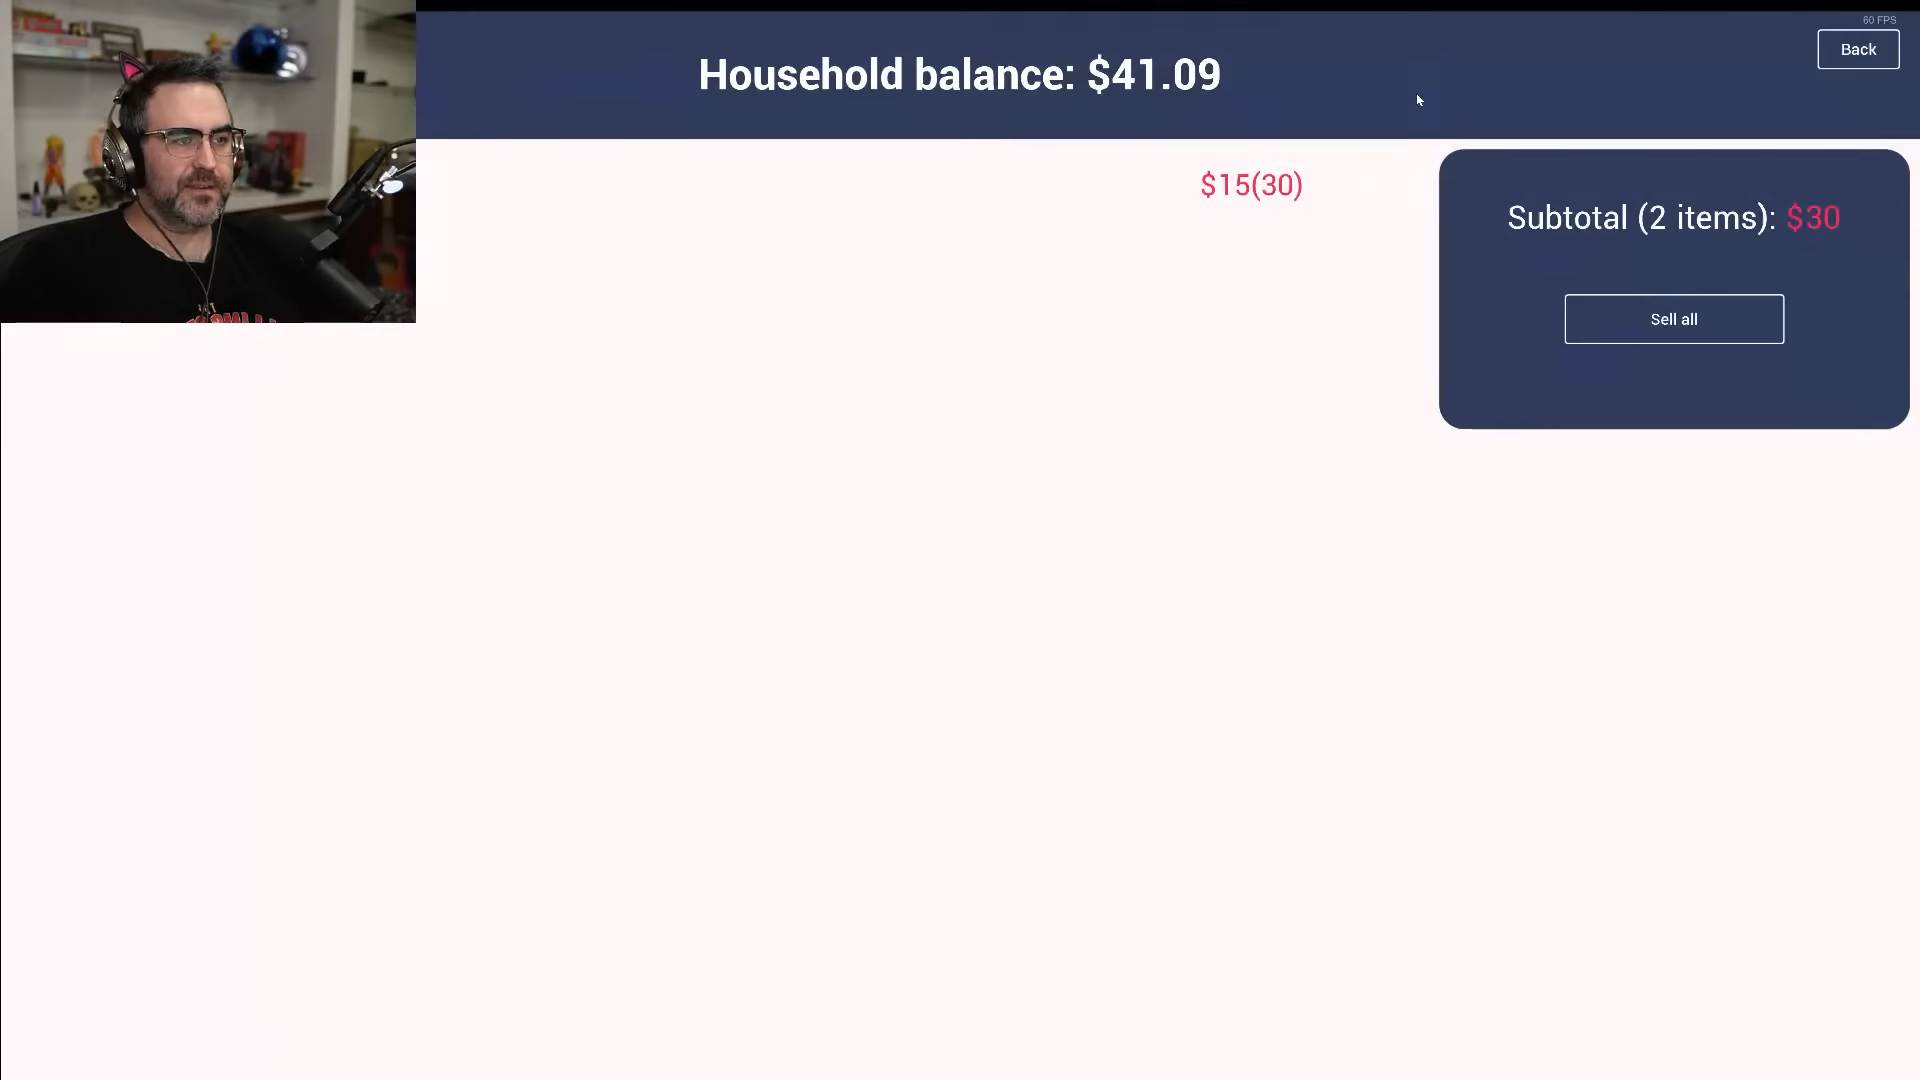 60 FPS
Back
Household balance: $41.09
$15(30)
Subtotal (2 items): $30
Sell all